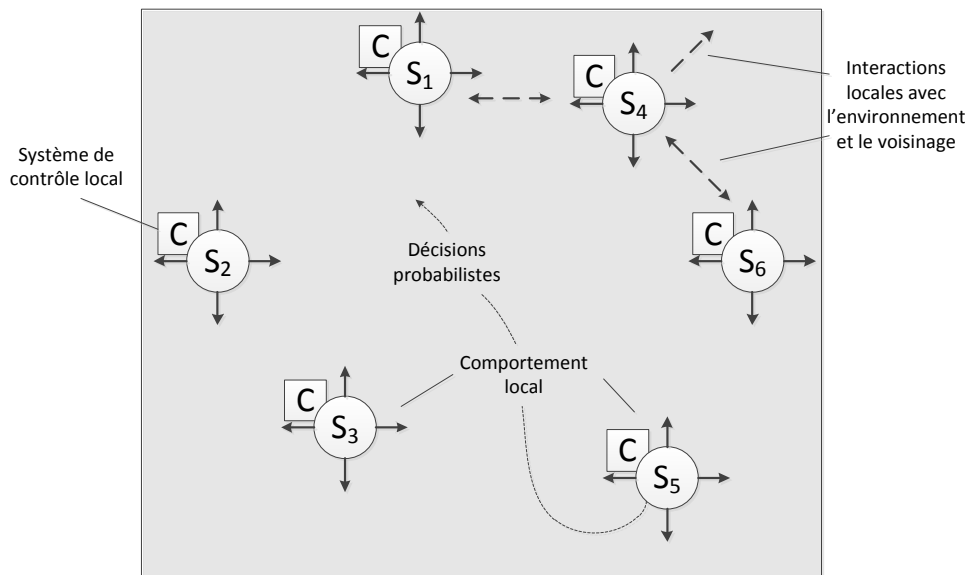 C
S1
C
S4
Interactions
locales avec
l'environnement
et le voisinage
Système de
contrôle local
C
S2
Décisions
probabilistes
C
S6
Comportement
local
C
S3
C
S5